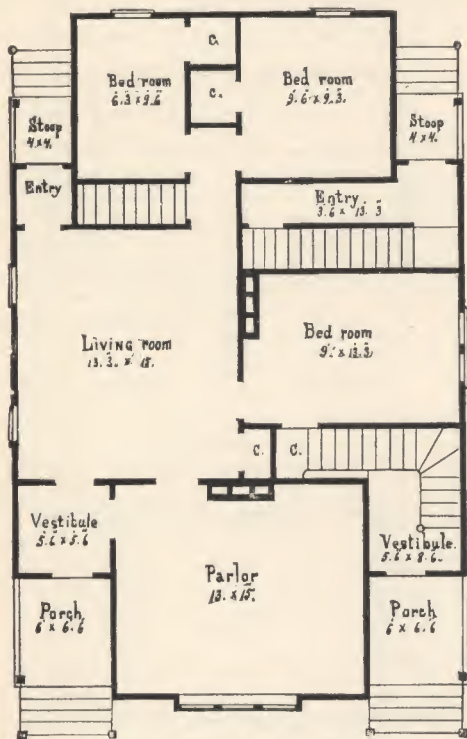 C.
Bed room
6.3 x 9.6
Bed room
9.6 x 9.3.
C.
Stoop
4 x 4.
Stoop
4 x 4.
Entry
Entry
3.6 x 13.3
Living room
13.3. x 15.
Bed room
9. x 13.3
C.
C.
Vestibule
5.6 x 5.6
Vestibule.
5.6 x 8.6.
Parlor
13. x 15.
Porch
6 x 6.6
Porch
6 x 6.6